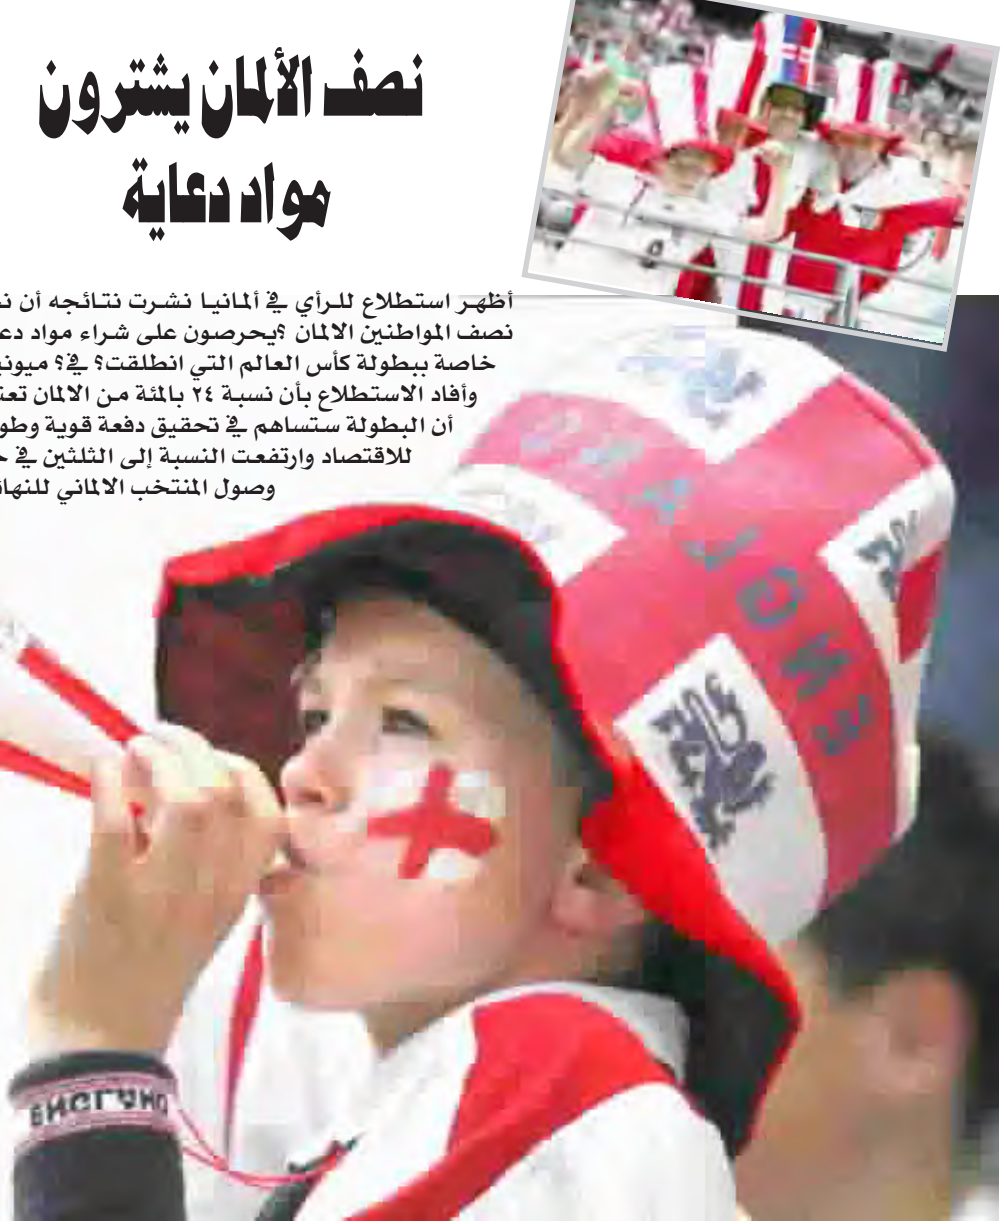 نصف الألمان يشترون
مواد دعاية
أظهر استطلاع للرأي في ألمانيا نشرت نتائجه أن
نصف المواطنين الالمان ؟يحرصون على شراء مواد
خاصة ببطولة كأس العالم التي انطلقت؟ في؟
وأفاد الاستطلاع بأن نسبة ٢٤ بالمئة من الالمان
أن البطولة ستساهم في تحقيق دفعة قوية
للاقتصاد وارتفعت النسبة إلى الثلثين في
وصول المنتخب الالماني
ENGLAND